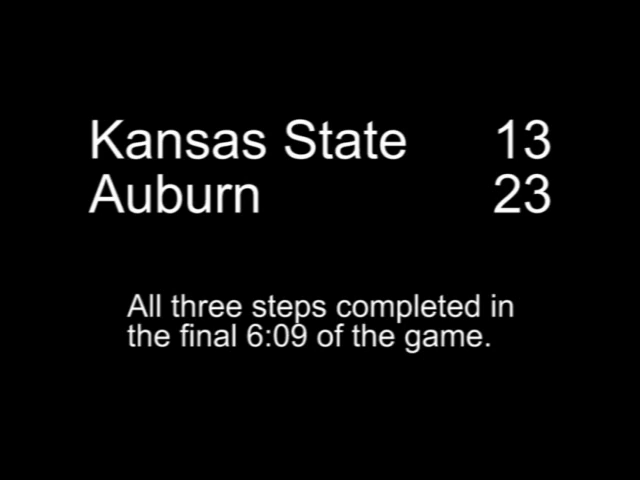 Kansas State 13
Auburn 23
All three steps completed in
the final 6:09 of the game.